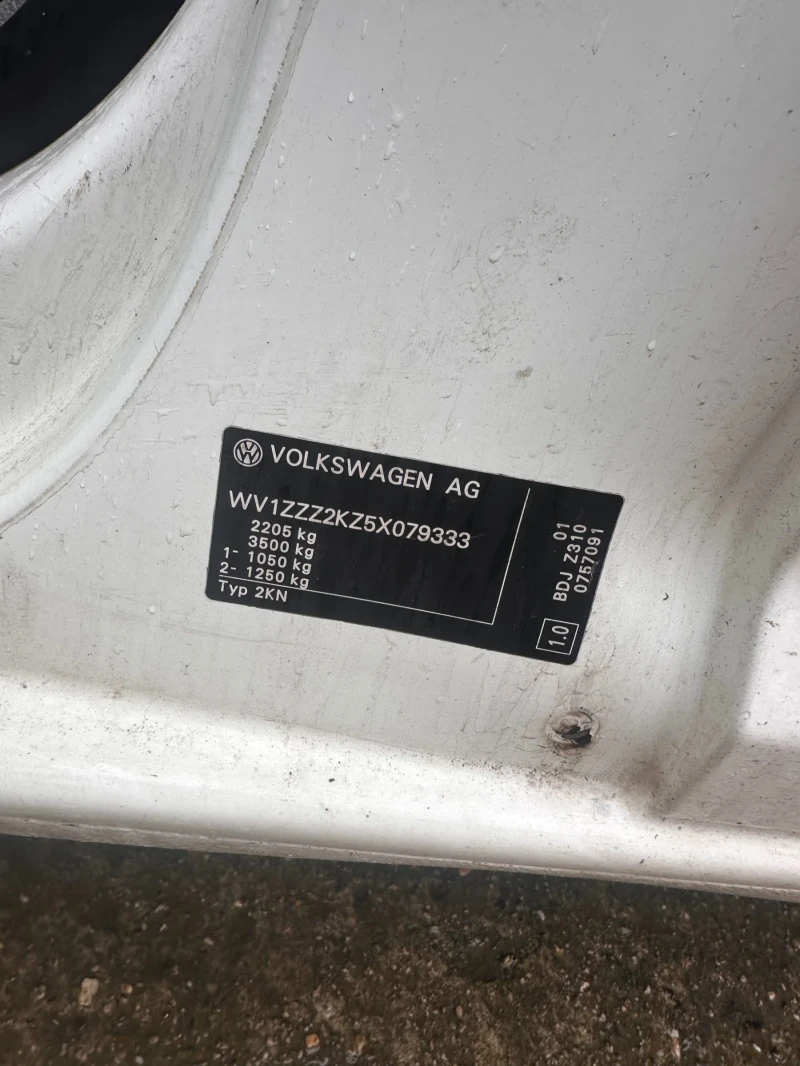 VOLKSWAGEN AG
WV1ZZZ2KZ5X079333
2205 kg
3500 kg
1- 1050 kg
2- 1250 kg
Typ 2KN
01
BDJ Z310
0757091
1.0